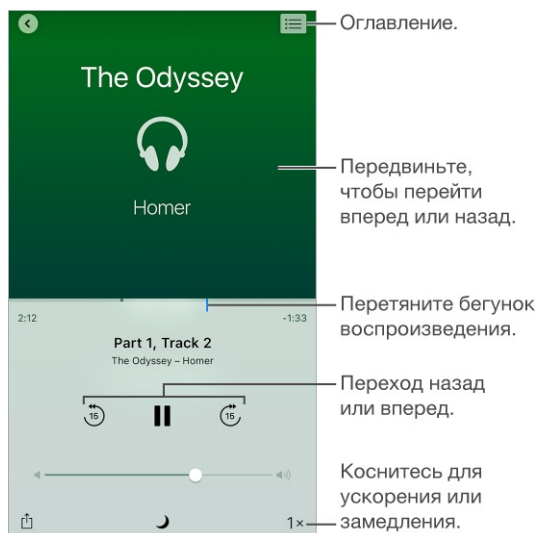 Оглавление.
The Odyssey
Передвиньте,
чтобы перейти
вперед или назад.
Homer
Перетяните бегунок
воспроизведения.
2:12
-1:33
Part 1, Track 2
The Odyssey – Homer
Переход назад
или вперед.
15
15
Коснитесь для
ускорения или
замедления.
1×